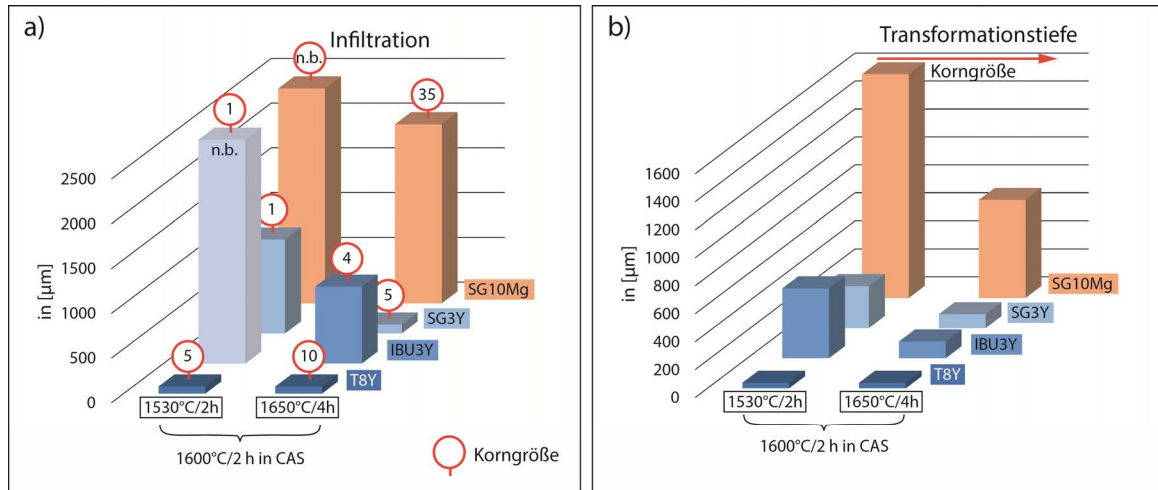 a)
Infiltration
n.b.
35
1
n.b.
1
4
5
5
10
2500
2000
1500
1000
500
0
in [µm]
SG10Mg
SG3Y
IBU3Y
T8Y
1530°C/2h
1650°C/4h
1600°C/2 h in CAS
Korngröße
b)
Transformationstiefe
Korngröße
1600
1400
1200
1000
800
600
400
200
0
in [µm]
SG10Mg
SG3Y
IBU3Y
T8Y
1530°C/2h
1650°C/4h
1600°C/2 h in CAS